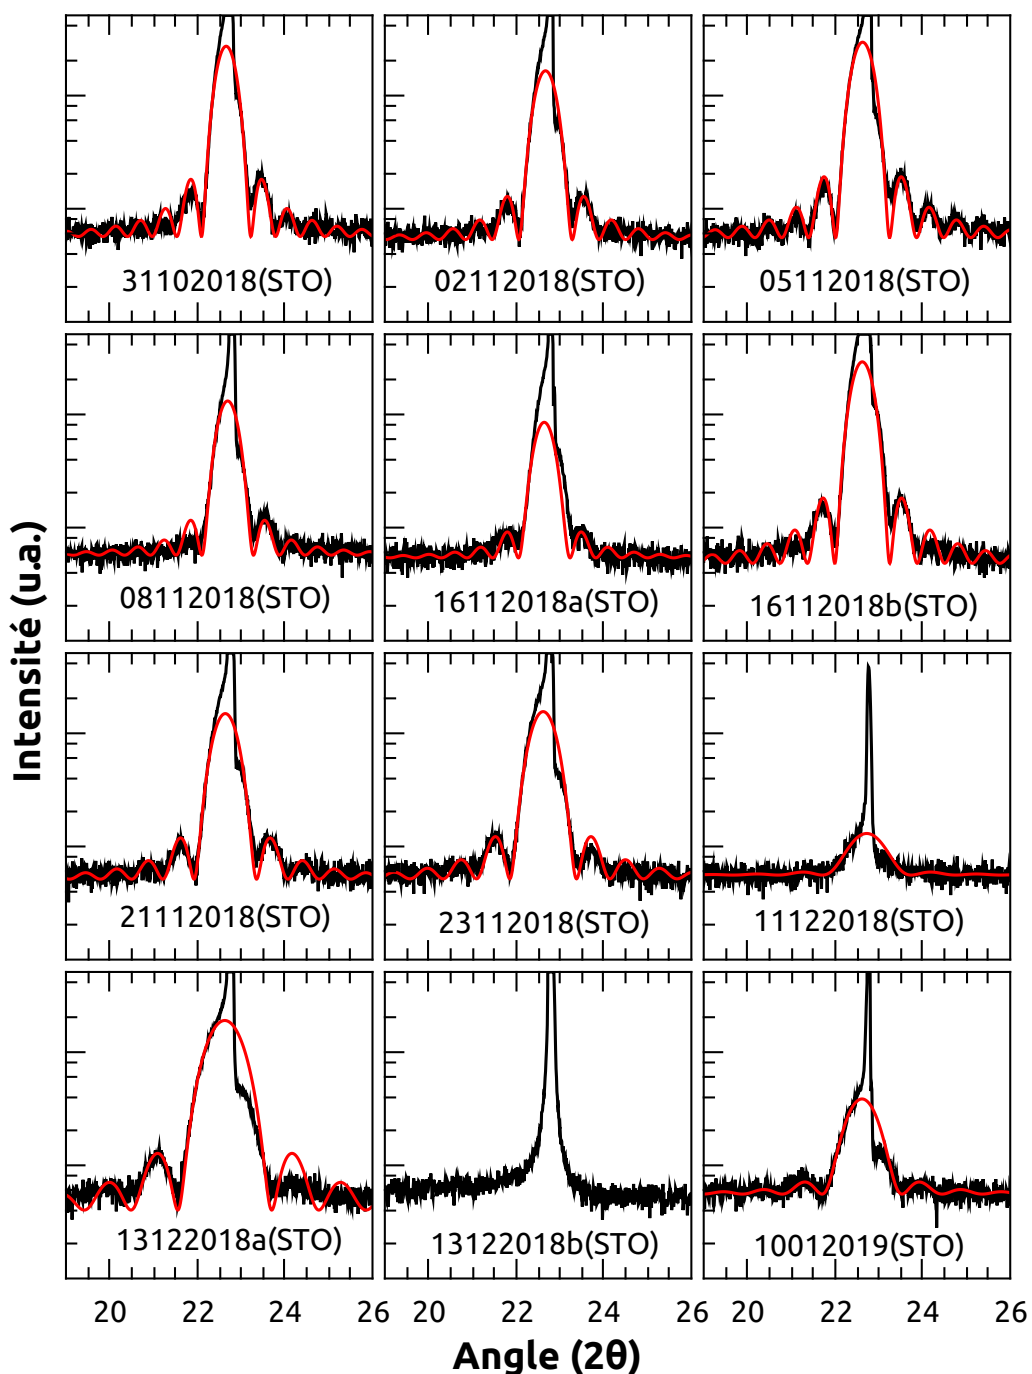 31102018(STO)
02112018(STO)
05112018(STO)
08112018(STO)
16112018a(STO)
16112018b(STO)
21112018(STO)
23112018(STO)
11122018(STO)
13122018a(STO)
13122018b(STO)
10012019(STO)
20 22 24 26 20 22 24 26 20 22 24 26
Angle (2θ)
Intensité (u.a.)